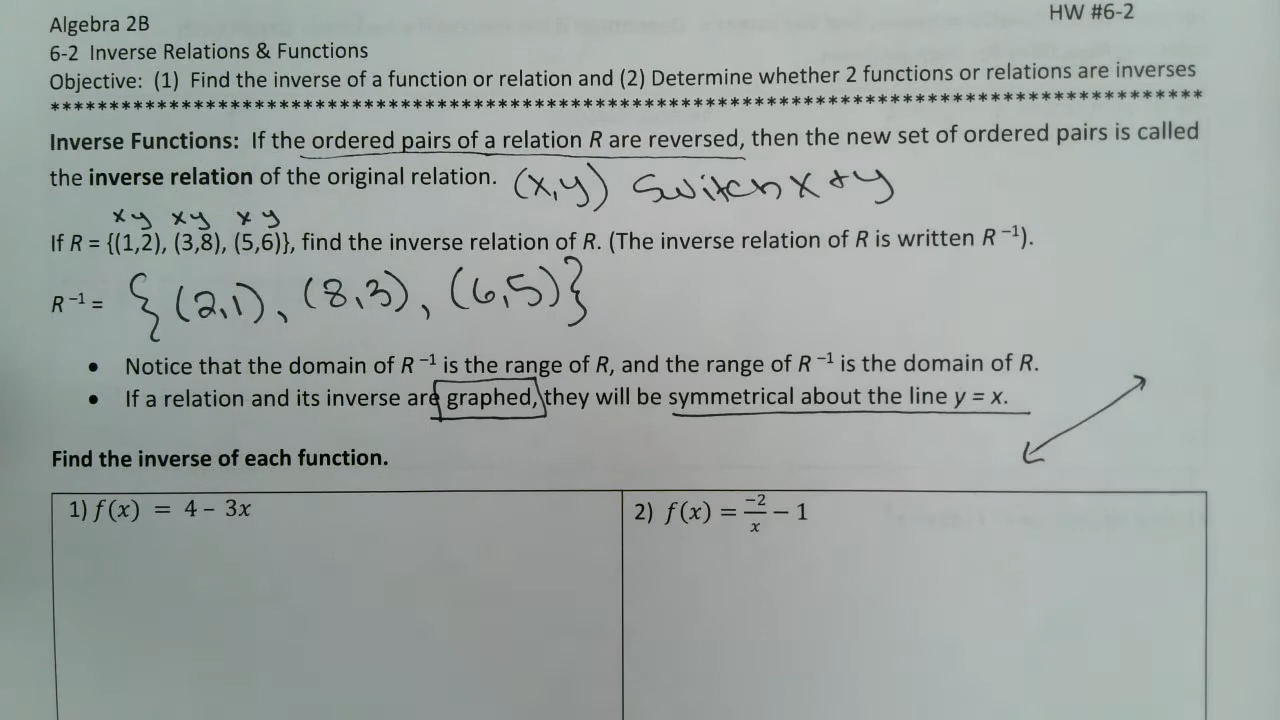 Algebra 2B
HW #6-2
6-2 Inverse Relations & Functions
Objective: (1) Find the inverse of a function or relation and (2) Determine whether 2 functions or relations are inverses
****************************************************************************************************
Inverse Functions: If the ordered pairs of a relation R are reversed, then the new set of ordered pairs is called
the inverse relation of the original relation. (x,y) Switch x + y
x y x y x y
If R = {(1,2), (3,8), (5,6)}, find the inverse relation of R. (The inverse relation of R is written R⁻¹).
R⁻¹ = {(2,1), (8,3), (6,5)}
• Notice that the domain of R⁻¹ is the range of R, and the range of R⁻¹ is the domain of R.
• If a relation and its inverse are graphed, they will be symmetrical about the line y = x.
Find the inverse of each function.
1) f(x) = 4 – 3x
2) f(x) = -2/x – 1